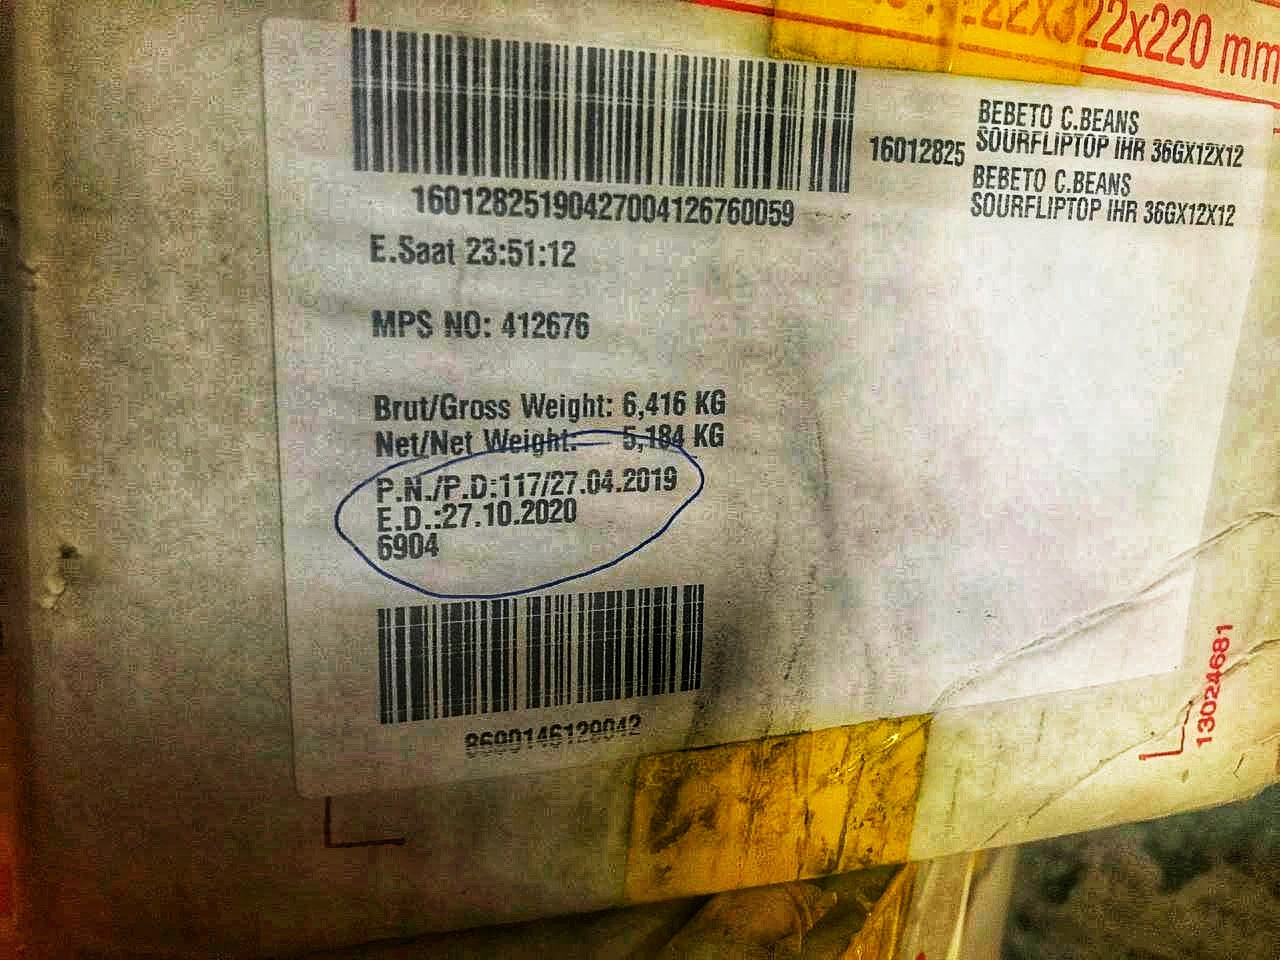 22x322x220 mm
BEBETO C.BEANS
16012825 SOURFLIPTOP IHR 36GX12X12
BEBETO C.BEANS
SOURFLIPTOP IHR 36GX12X12
160128251904270041267600​59
E.Saat 23:51:12
MPS NO: 412676
Brut/Gross Weight: 6,416 KG
Net/Net Weight: 5,184 KG
P.N./P.D:117/27.04.2019
E.D.:27.10.2020
6904
8690146129042
13024681